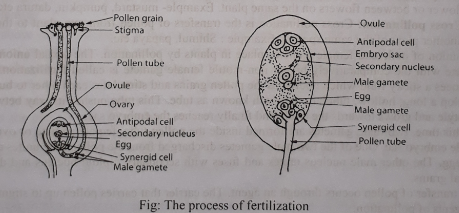 Pollen grain
Stigma
Pollen tube
Ovule
Ovary
Antipodal cell
Secondary nucleus
Egg
Synergid cell
Male gamete
Ovule
Antipodal cell
Embryo sac
Secondary nucleus
Male gamete
Egg
Male gamete
Synergid cell
Pollen tube
Fig: The process of fertilization